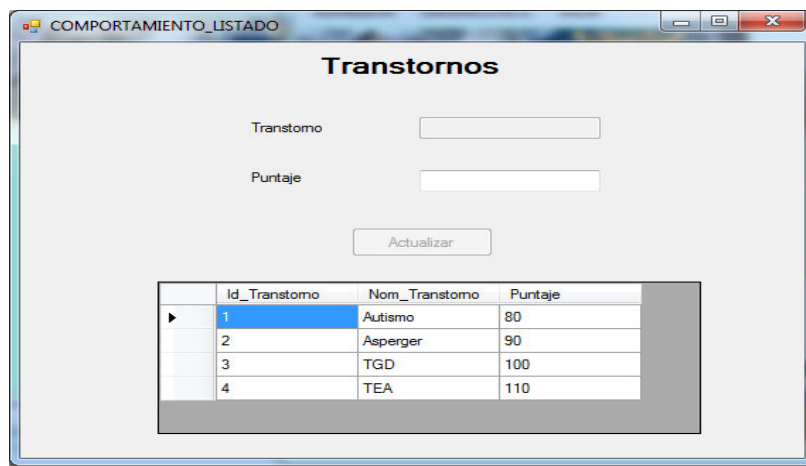 COMPORTAMIENTO_LISTADO
Transtornos
Transtorno
Puntaje
Actualizar
Id_Transtorno Nom_Transtorno Puntaje
1 Autismo 80
2 Asperger 90
3 TGD 100
4 TEA 110